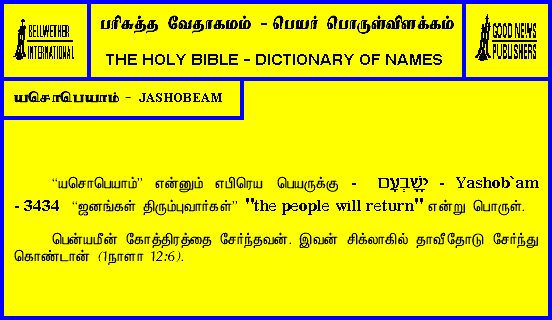 BELLWETHER
INTERNATIONAL
பரிசுத்த வேதாகமம் - பெயர் பொருள்விளக்கம்
THE HOLY BIBLE - DICTIONARY OF NAMES
GOOD NEWS
PUBLISHERS
யசொபெயாம் - JASHOBEAM
“யசொபெயாம்” என்னும் எபிரெய பெயருக்கு - יָשָׁבְעָם - Yashob`am
- 3434 “ஜனங்கள் திரும்புவார்கள்” "the people will return" என்று பொருள்.
பென்யமீன் கோத்திரத்தை சேர்ந்தவன். இவன் சிக்லாகில் தாவீதோடு சேர்ந்து
கொண்டான் (1நாளா 12:6).